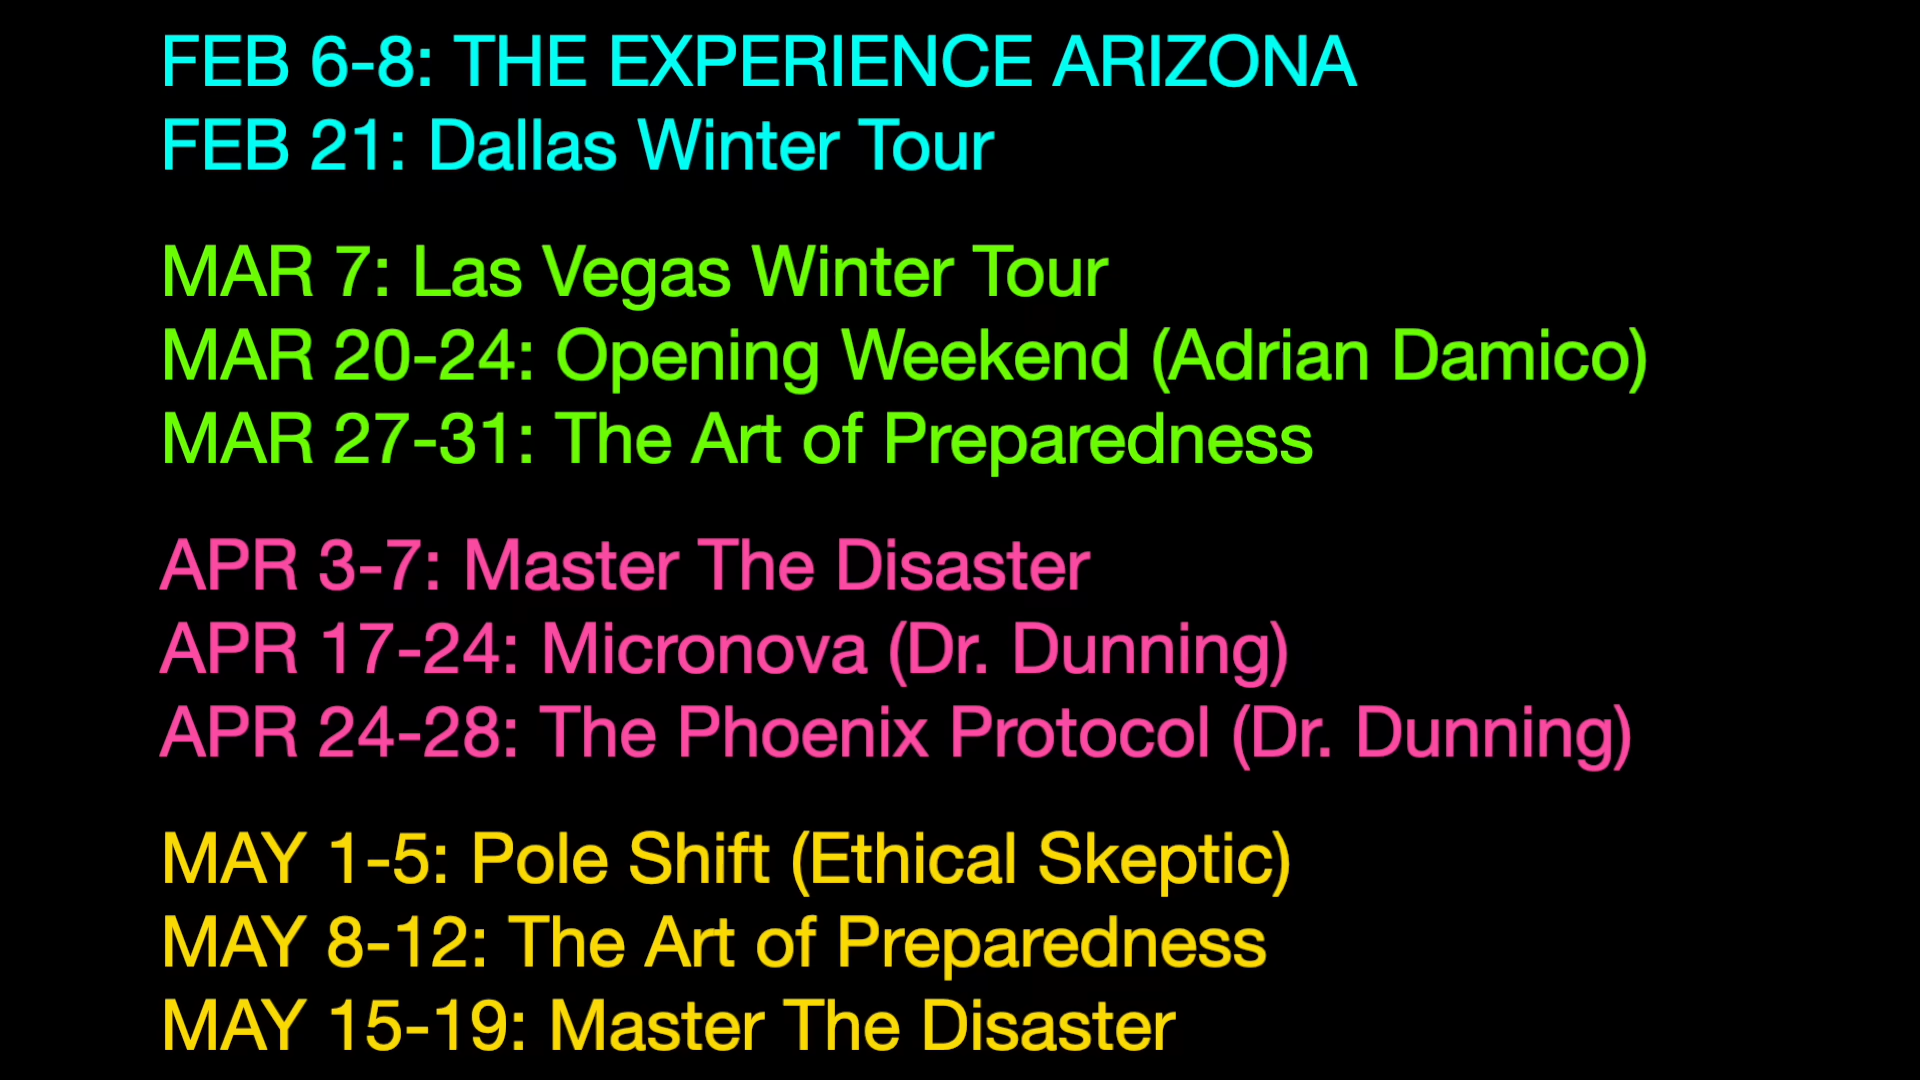 FEB 6-8: THE EXPERIENCE ARIZONA
FEB 21: Dallas Winter Tour
MAR 7: Las Vegas Winter Tour
MAR 20-24: Opening Weekend (Adrian Damico)
MAR 27-31: The Art of Preparedness
APR 3-7: Master The Disaster
APR 17-24: Micronova (Dr. Dunning)
APR 24-28: The Phoenix Protocol (Dr. Dunning)
MAY 1-5: Pole Shift (Ethical Skeptic)
MAY 8-12: The Art of Preparedness
MAY 15-19: Master The Disaster